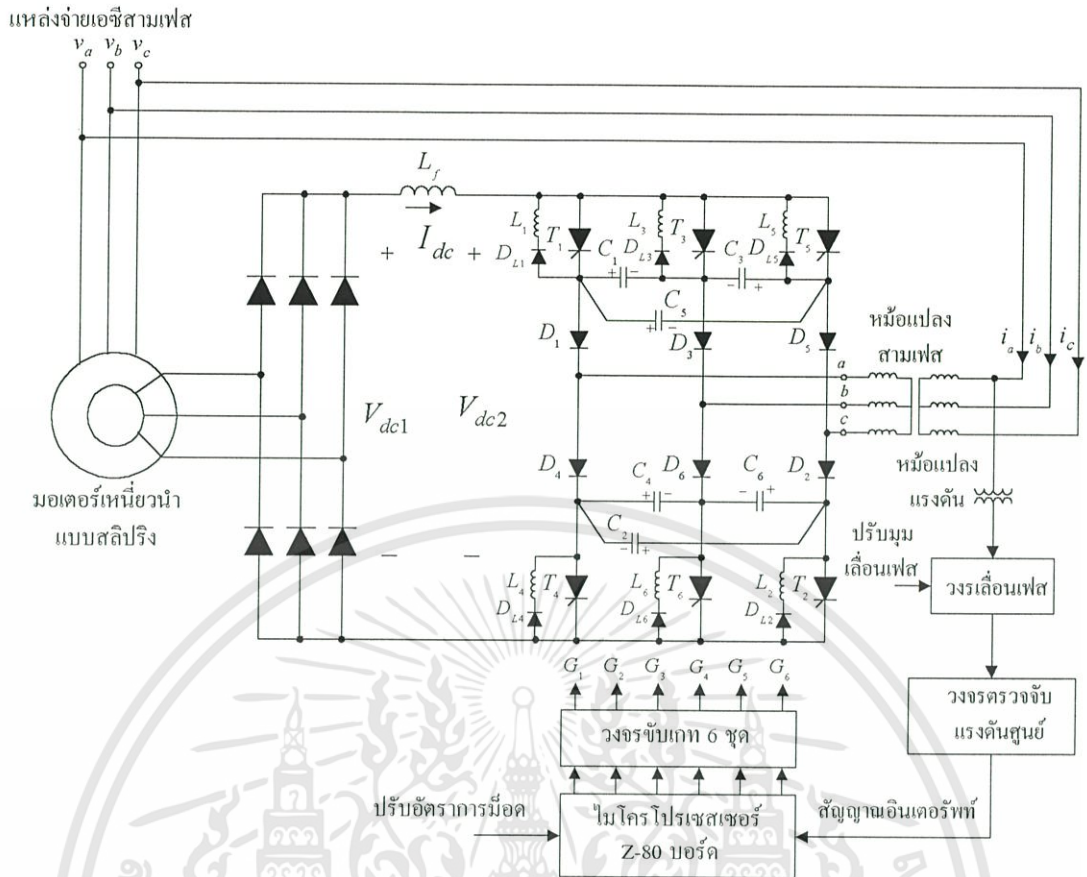 แหล่งจ่ายเอซีสามเฟส
v_a v_b v_c
L_f
I_dc
+ +
L_1 T_1 L_3 T_3 L_5 T_5
D_L1 C_1 D_L3 C_3 D_L5
+ − − +
C_5
+ −
D_1 D_3 D_5
หม้อแปลง
สามเฟส
i_a i_b i_c
a
b
c
V_dc1 V_dc2
D_4 D_6 D_2
C_4 C_6
+ − − +
C_2
− +
มอเตอร์เหนี่ยวนำ
แบบสลิปริง
− −
L_4 T_4 L_6 T_6 L_2 T_2
D_L4 D_L6 D_L2
หม้อแปลง
แรงดัน
ปรับมุม
เลื่อนเฟส
วงรเลื่อนเฟส
G_1 G_2 G_3 G_4 G_5 G_6
วงจรขับเกท 6 ชุด
วงจรตรวจจับ
แรงดันศูนย์
ปรับอัตราการม็อด
ไมโครโปรเซสเซอร์
Z-80 บอร์ด
สัญญาณอินเตอรัพท์